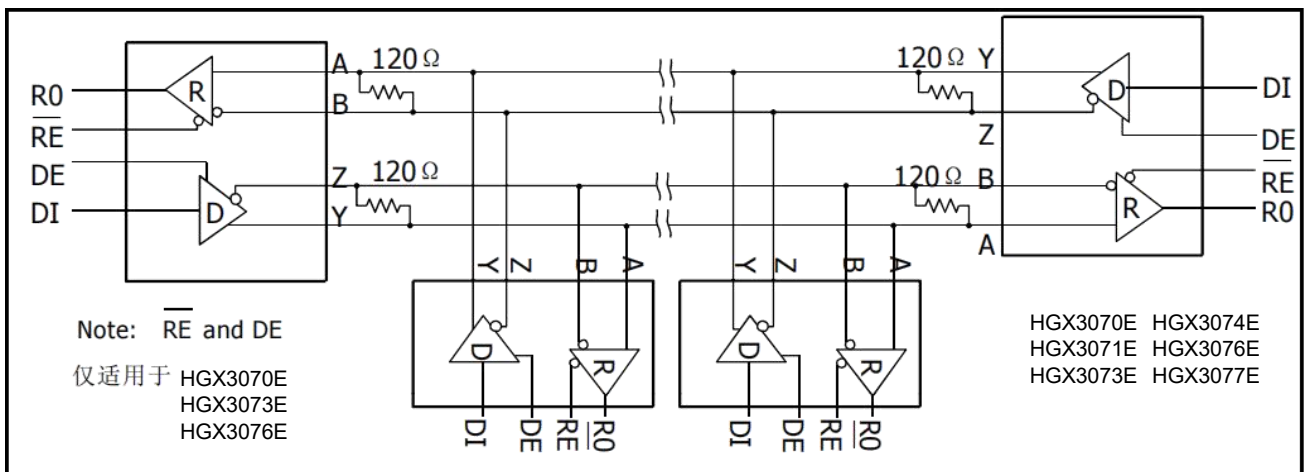 A
120Ω
R0
R
B
RE
DE
Z
120Ω
DI
D
Y
120Ω
Y
D
DI
Z
DE
120Ω
B
RE
R
R0
A
Y Z B A
Y Z B A
D R
D R
DI DE RE R0
DI DE RE R0
Note: RE and DE
仅适用于 HGX3070E
HGX3073E
HGX3076E
HGX3070E HGX3074E
HGX3071E HGX3076E
HGX3073E HGX3077E